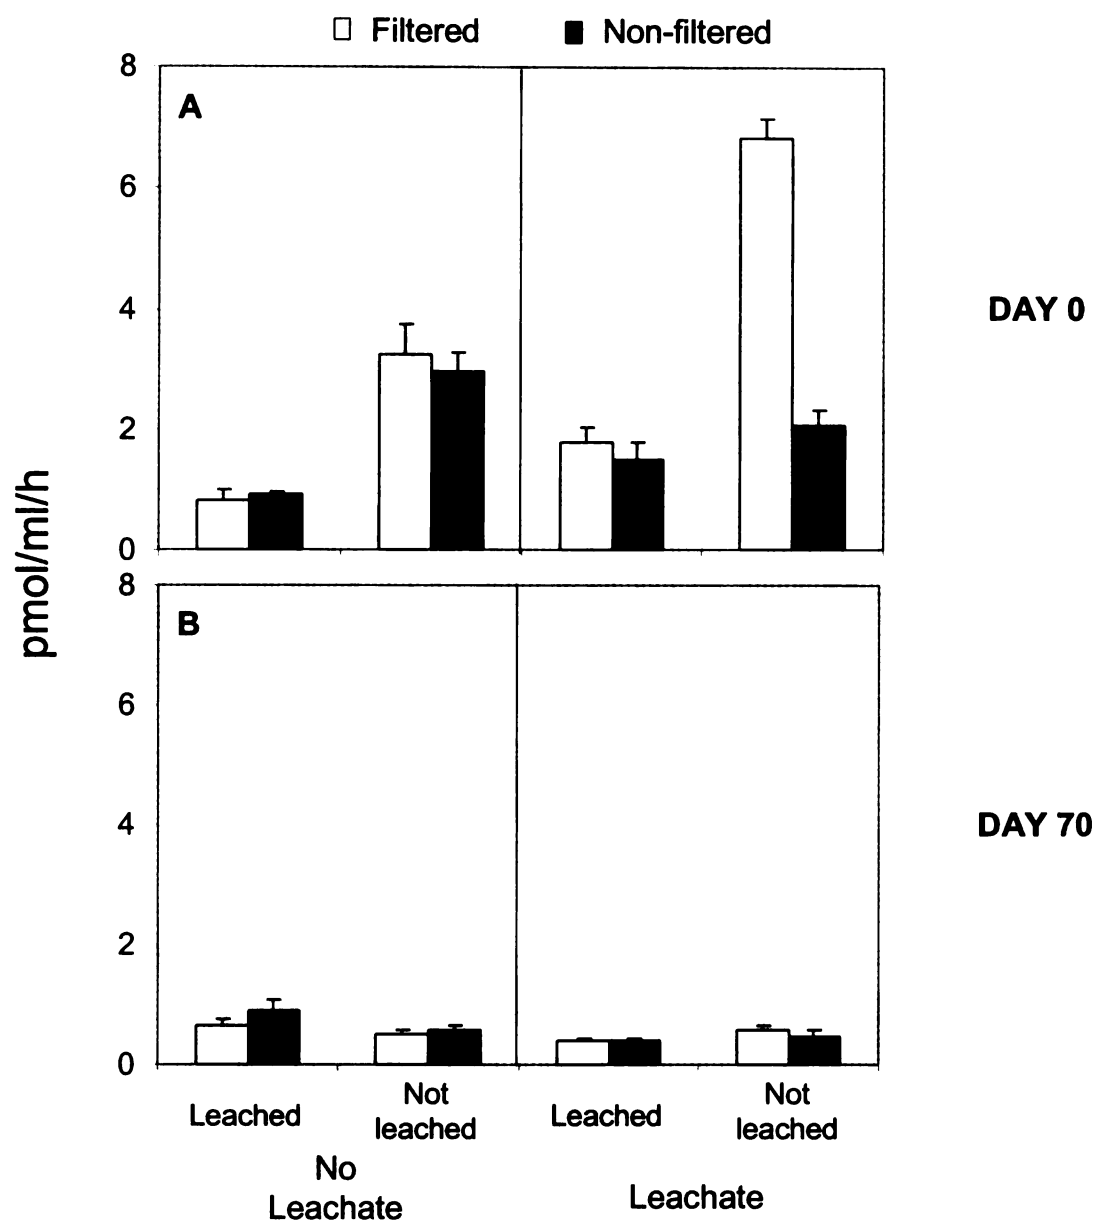 Filtered Non-filtered
8
A
6
4
DAY 0
2
0
pmol/ml/h
8
B
6
4
DAY 70
2
0
Leached Not leached Leached Not leached
No
Leachate
Leachate